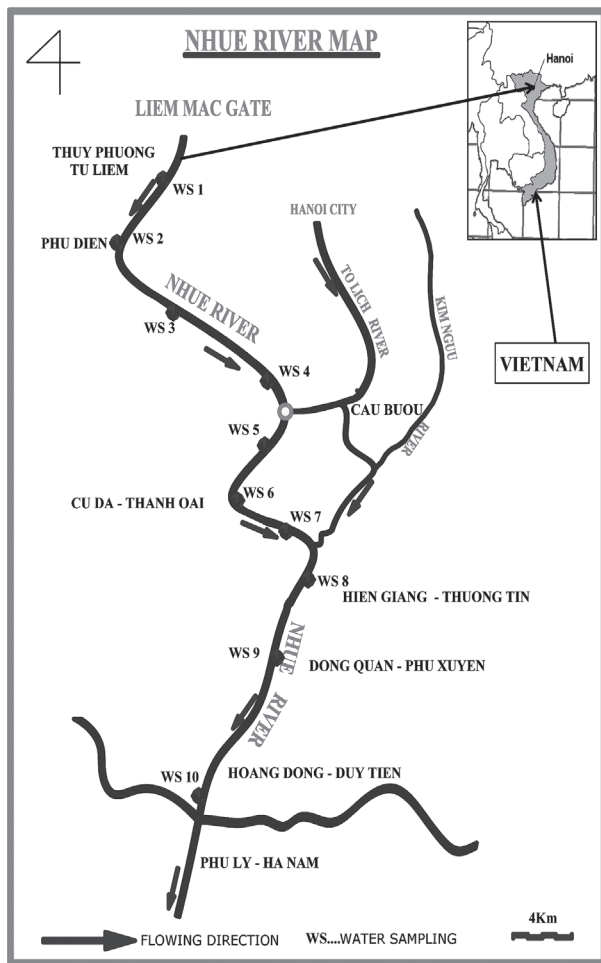 NHUE RIVER MAP
Hanoi
LIEM MAC GATE
THUY PHUONG
TU LIEM
WS 1
HANOI CITY
PHU DIEN
WS 2
NHUE RIVER
TO LICH RIVER
KIM NGUU
RIVER
WS 3
VIETNAM
WS 4
CAU BUOU
WS 5
WS 6
CU DA - THANH OAI
WS 7
WS 8
HIEN GIANG - THUONG TIN
WS 9
NHUE
RIVER
DONG QUAN - PHU XUYEN
WS 10
HOANG DONG - DUY TIEN
PHU LY - HA NAM
4Km
FLOWING DIRECTION
WS....WATER SAMPLING